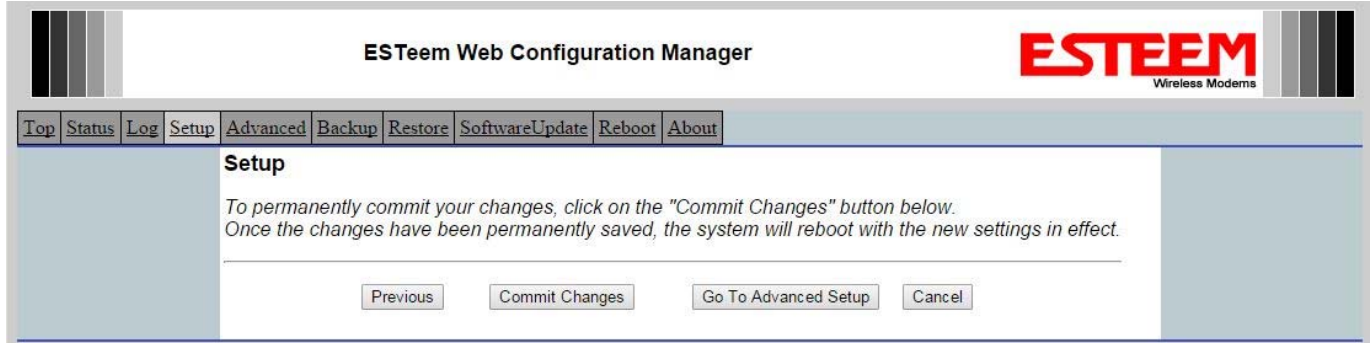 ESTeem Web Configuration Manager
ESTEEM
Wireless Modems
Top Status Log Setup Advanced Backup Restore SoftwareUpdate Reboot About
Setup
To permanently commit your changes, click on the "Commit Changes" button below.
Once the changes have been permanently saved, the system will reboot with the new settings in effect.
Previous Commit Changes Go To Advanced Setup Cancel